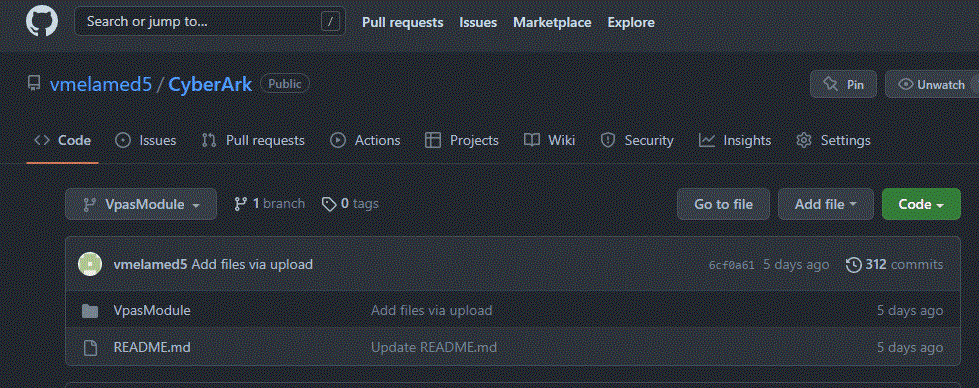 Search or jump to... / Pull requests Issues Marketplace Explore
vmelamed5 / CyberArk Public Pin Unwatch
Code Issues Pull requests Actions Projects Wiki Security Insights Settings
VpasModule 1 branch 0 tags Go to file Add file Code
vmelamed5 Add files via upload 6cf0a61 5 days ago 312 commits
VpasModule Add files via upload 5 days ago
README.md Update README.md 5 days ago